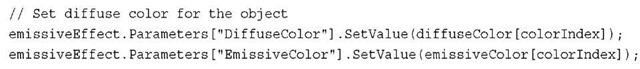 // Set diffuse color for the object
emissiveEffect.Parameters["DiffuseColor"].SetValue(diffuseColor[colorIndex]);
emissiveEffect.Parameters["EmissiveColor"].SetValue(emissiveColor[colorIndex]);